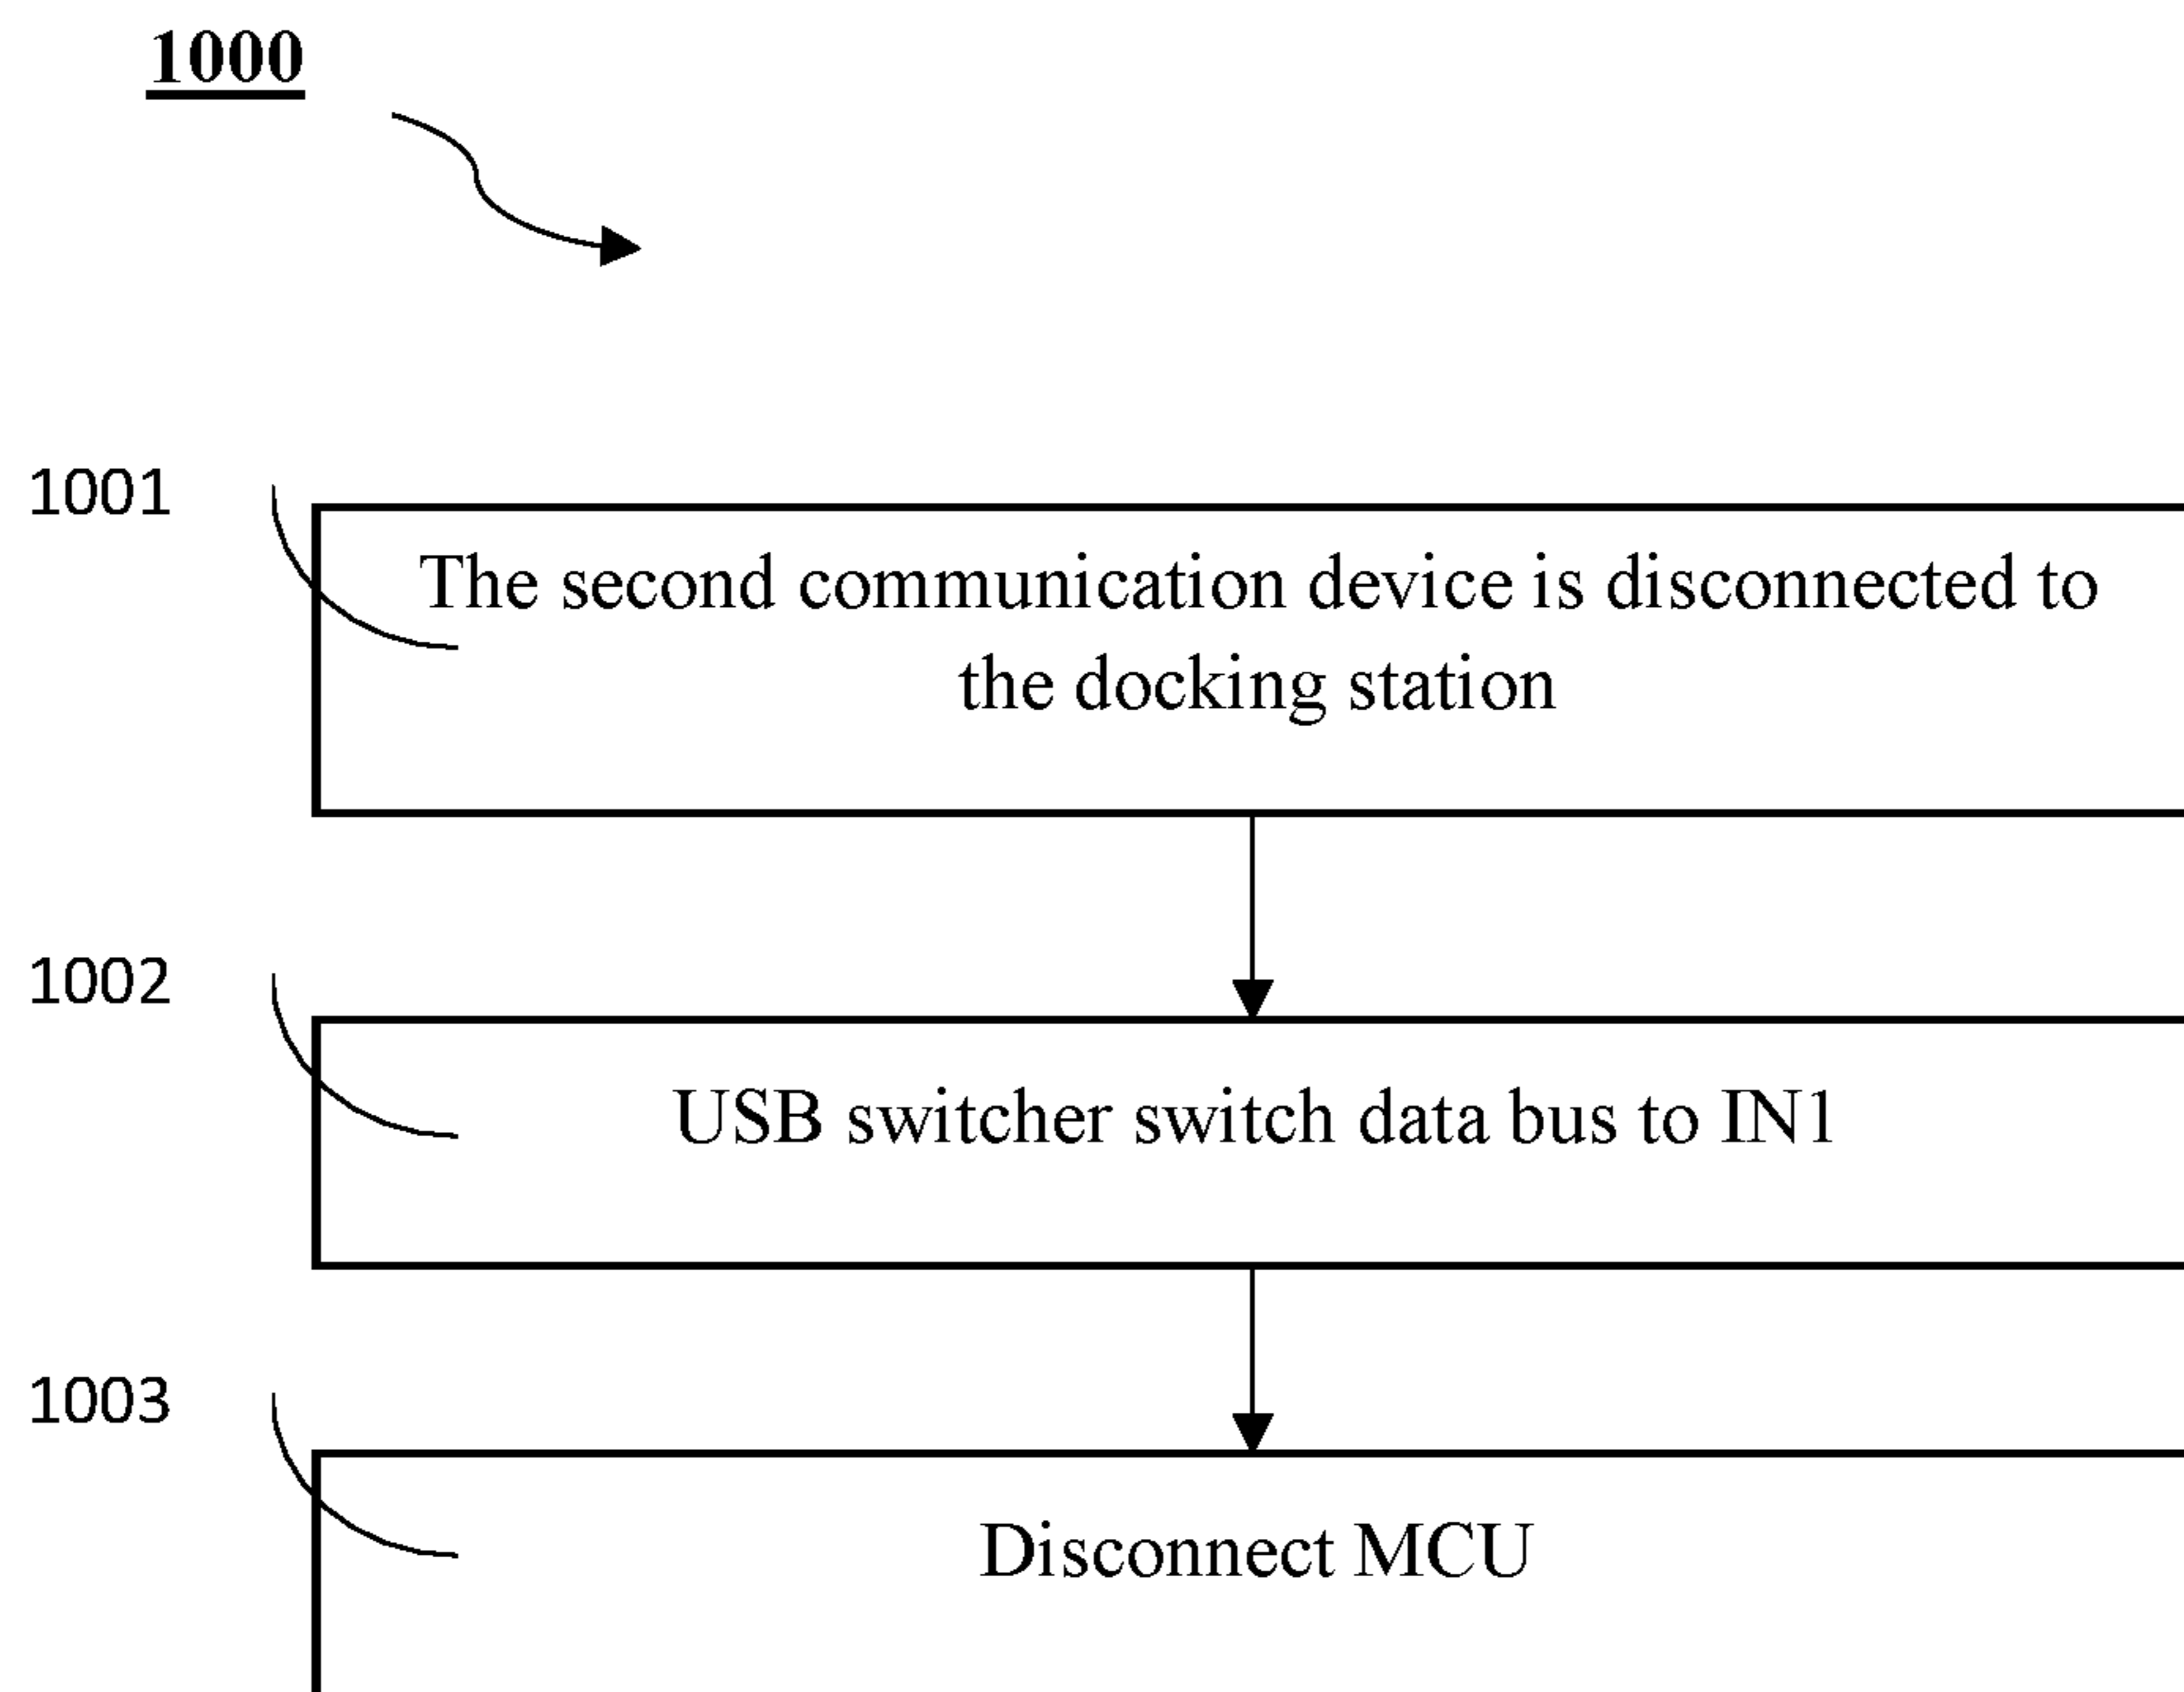 1000
1001
The second communication device is disconnected to
the docking station
1002
USB switcher switch data bus to IN1
1003
Disconnect MCU